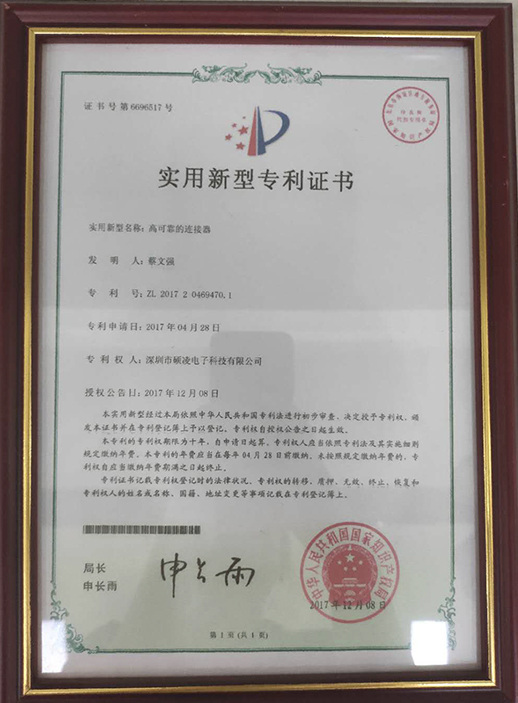 证书号第6696517号
实用新型专利证书
实用新型名称：高可靠的连接器
发明人：蔡文强
专利号：ZL 2017 2 0469470.1
专利申请日：2017年04月28日
专利权人：深圳市硕凌电子科技有限公司
授权公告日：2017年12月08日
本实用新型经过本局依照中华人民共和国专利法进行初步审查，决定授予专利权，颁
发本证书并在专利登记簿上予以登记。专利权自授权公告之日起生效。
本专利的专利权期限为十年，自申请日起算。专利权人应当依照专利法及其实施细则
规定缴纳年费。本专利的年费应当在每年04月28日前缴纳。未按照规定缴纳年费的，专
利权自应当缴纳年费期满之日起终止。
专利证书记载专利权登记时的法律状况。专利权的转移、质押、无效、终止、恢复和
专利权人的姓名或名称、国籍、地址变更等事项记载在专利登记簿上。
局长
申长雨
申长雨
中华人民共和国国家知识产权局
2017年12月08日
第1页（共1页）